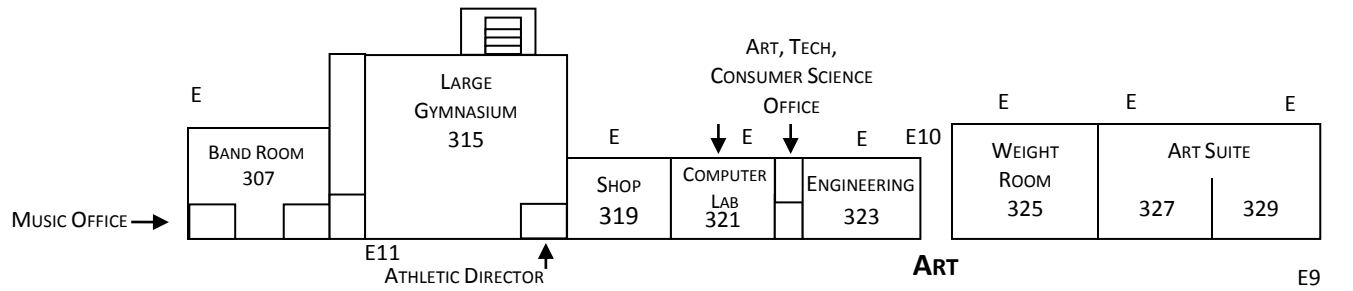 ART, TECH,
CONSUMER SCIENCE
OFFICE
E
LARGE
GYMNASIUM
315
E
E
E
E
E
E
E10
BAND ROOM
307
SHOP
319
COMPUTER
LAB
321
ENGINEERING
323
WEIGHT
ROOM
325
ART SUITE
327
329
MUSIC OFFICE
E11
ATHLETIC DIRECTOR
ART
E9